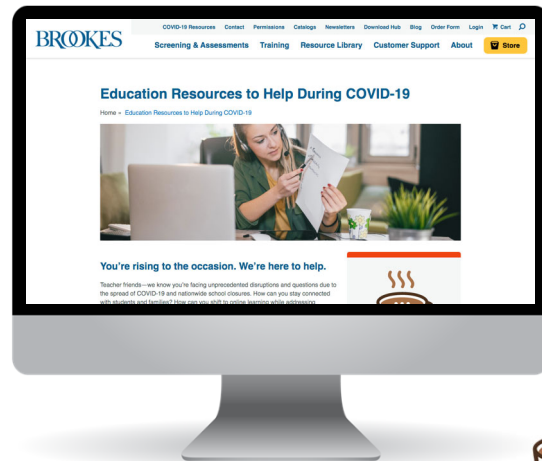 COVID-19 Resources Contact Permissions Catalogs Newsletters Download Hub Blog Order Form Login Cart
BROOKES
Screening & Assessments Training Resource Library Customer Support About Store
Education Resources to Help During COVID-19
Home » Education Resources to Help During COVID-19
You're rising to the occasion. We're here to help.
Teacher friends—we know you're facing unprecedented disruptions and questions due to
the spread of COVID-19 and nationwide school closures. How can you stay connected
with students and families? How can you shift to online learning while addressing